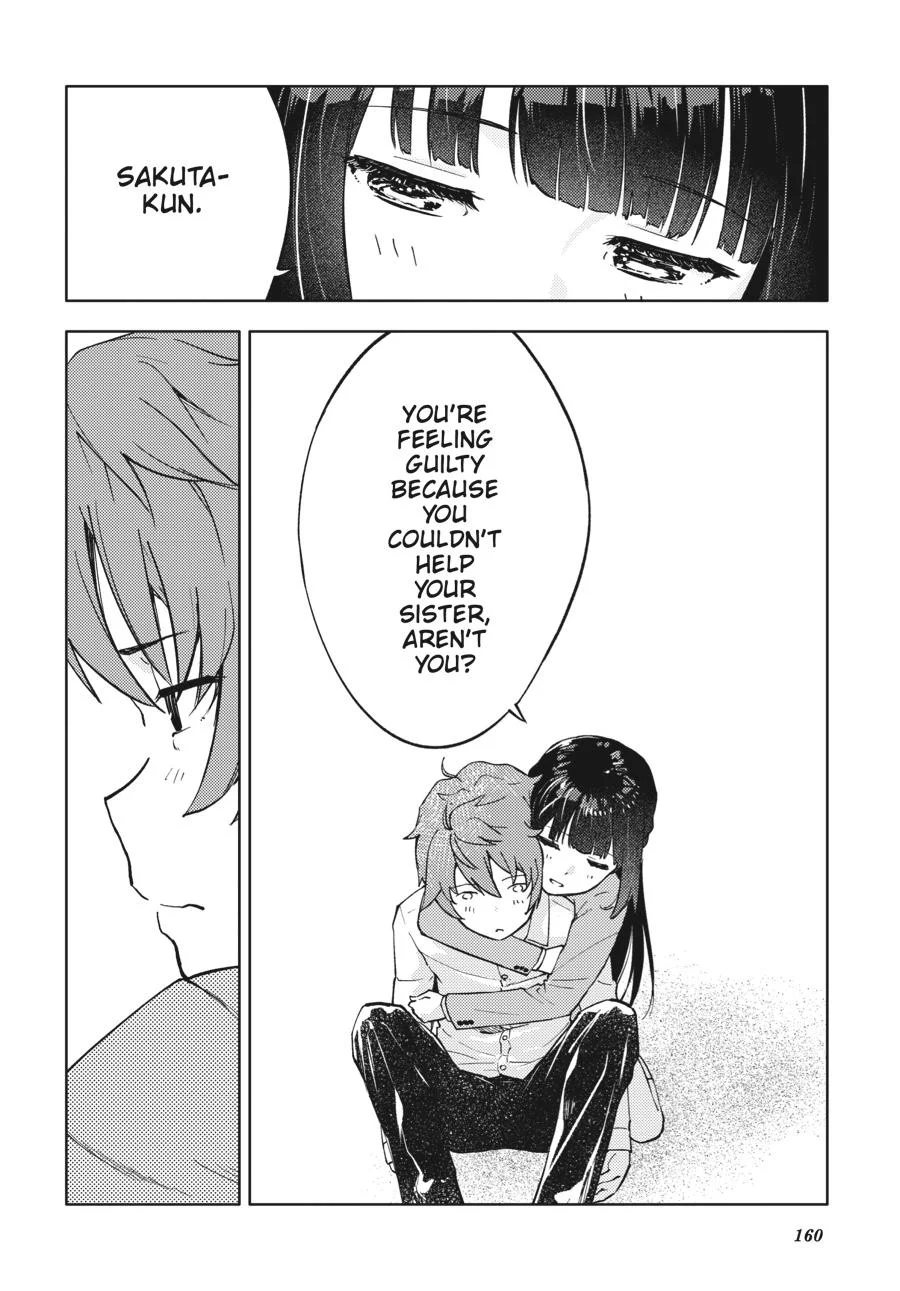 SAKUTA-
KUN.
YOU'RE
FEELING
GUILTY
BECAUSE
YOU
COULDN'T
HELP
YOUR
SISTER,
AREN'T
YOU?
160